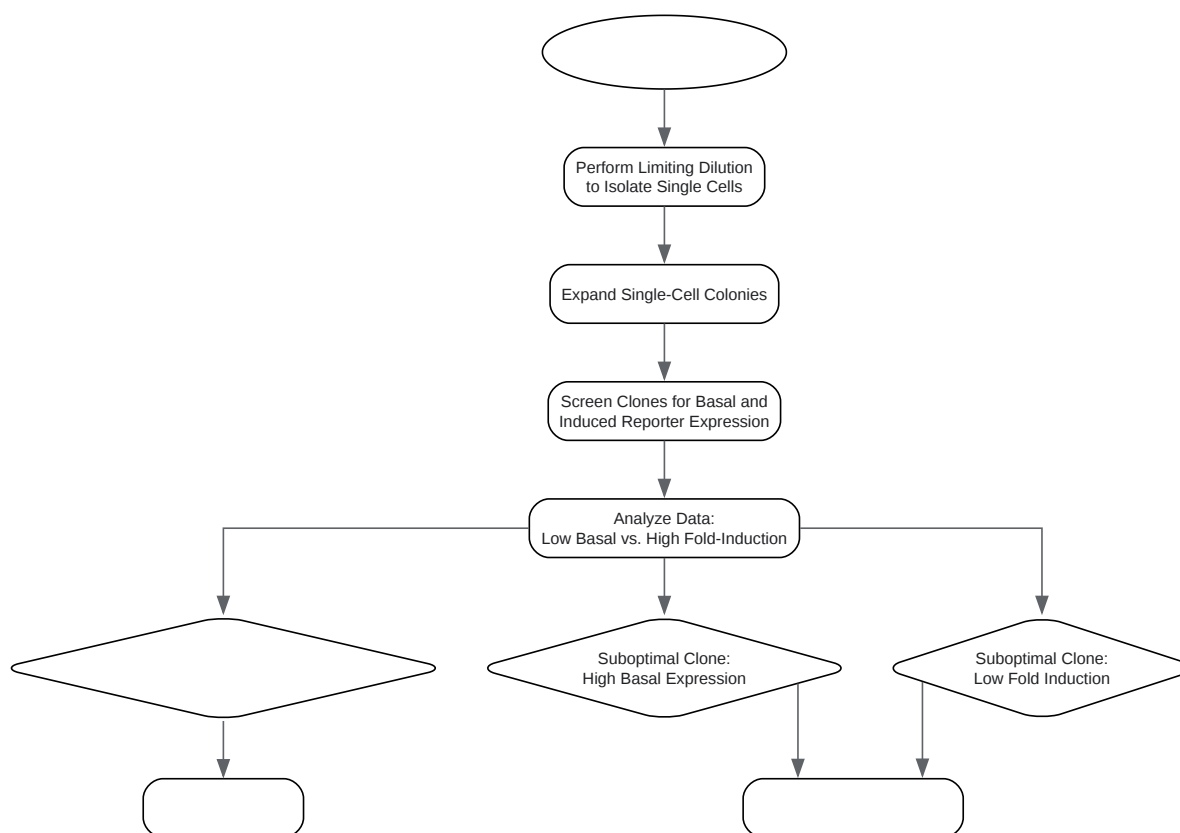 Perform Limiting Dilution
to Isolate Single Cells
Expand Single-Cell Colonies
Screen Clones for Basal and
Induced Reporter Expression
Analyze Data:
Low Basal vs. High Fold-Induction
Suboptimal Clone:
High Basal Expression
Suboptimal Clone:
Low Fold Induction